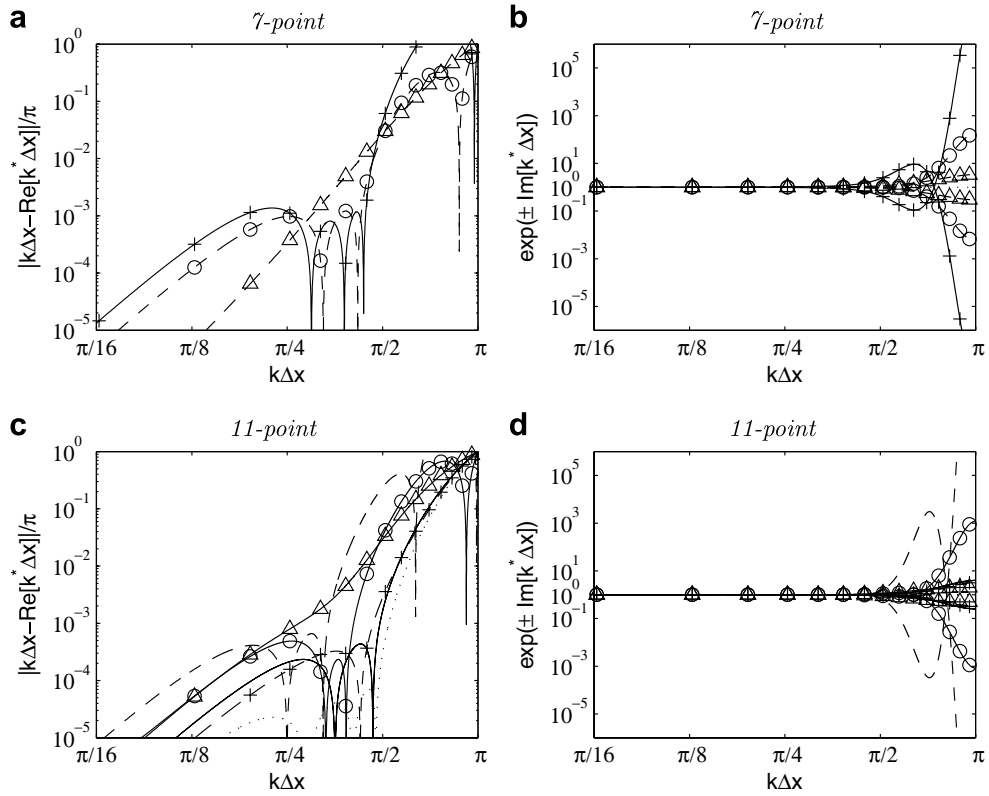 a
7-point
10^0
10^-1
10^-2
10^-3
10^-4
10^-5
|kΔx−Re[k* Δx]|/π
π/16
π/8
π/4
π/2
π
kΔx
b
7-point
10^5
10^3
10^1
10^0
10^-1
10^-3
10^-5
exp(± Im[k* Δx])
π/16
π/8
π/4
π/2
π
kΔx
c
11-point
10^0
10^-1
10^-2
10^-3
10^-4
10^-5
|kΔx−Re[k* Δx]|/π
π/16
π/8
π/4
π/2
π
kΔx
d
11-point
10^5
10^3
10^1
10^0
10^-1
10^-3
10^-5
exp(± Im[k* Δx])
π/16
π/8
π/4
π/2
π
kΔx